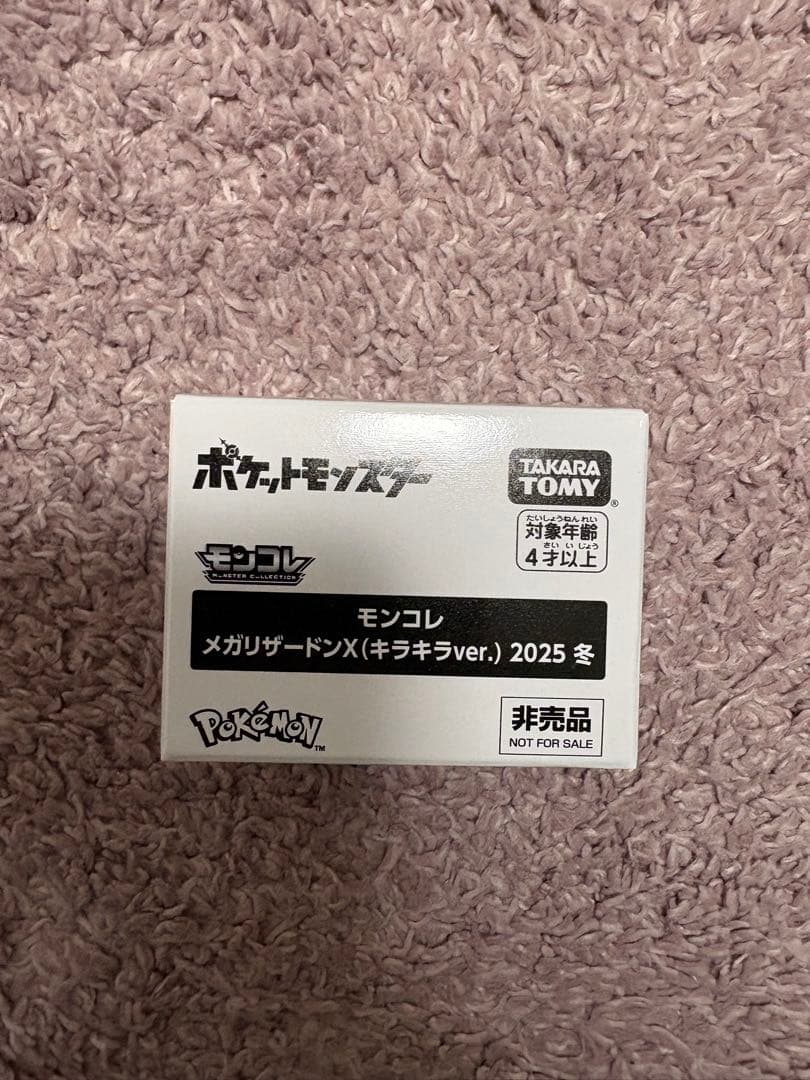 ポケットモンスター
TAKARA
TOMY®
たいしょうねんれい
対象年齢
さいいじょう
4才以上
モンコレ
MONSTER COLLECTION
モンコレ
メガリザードンX(キラキラver.) 2025 冬
POKéMON™
非売品
NOT FOR SALE